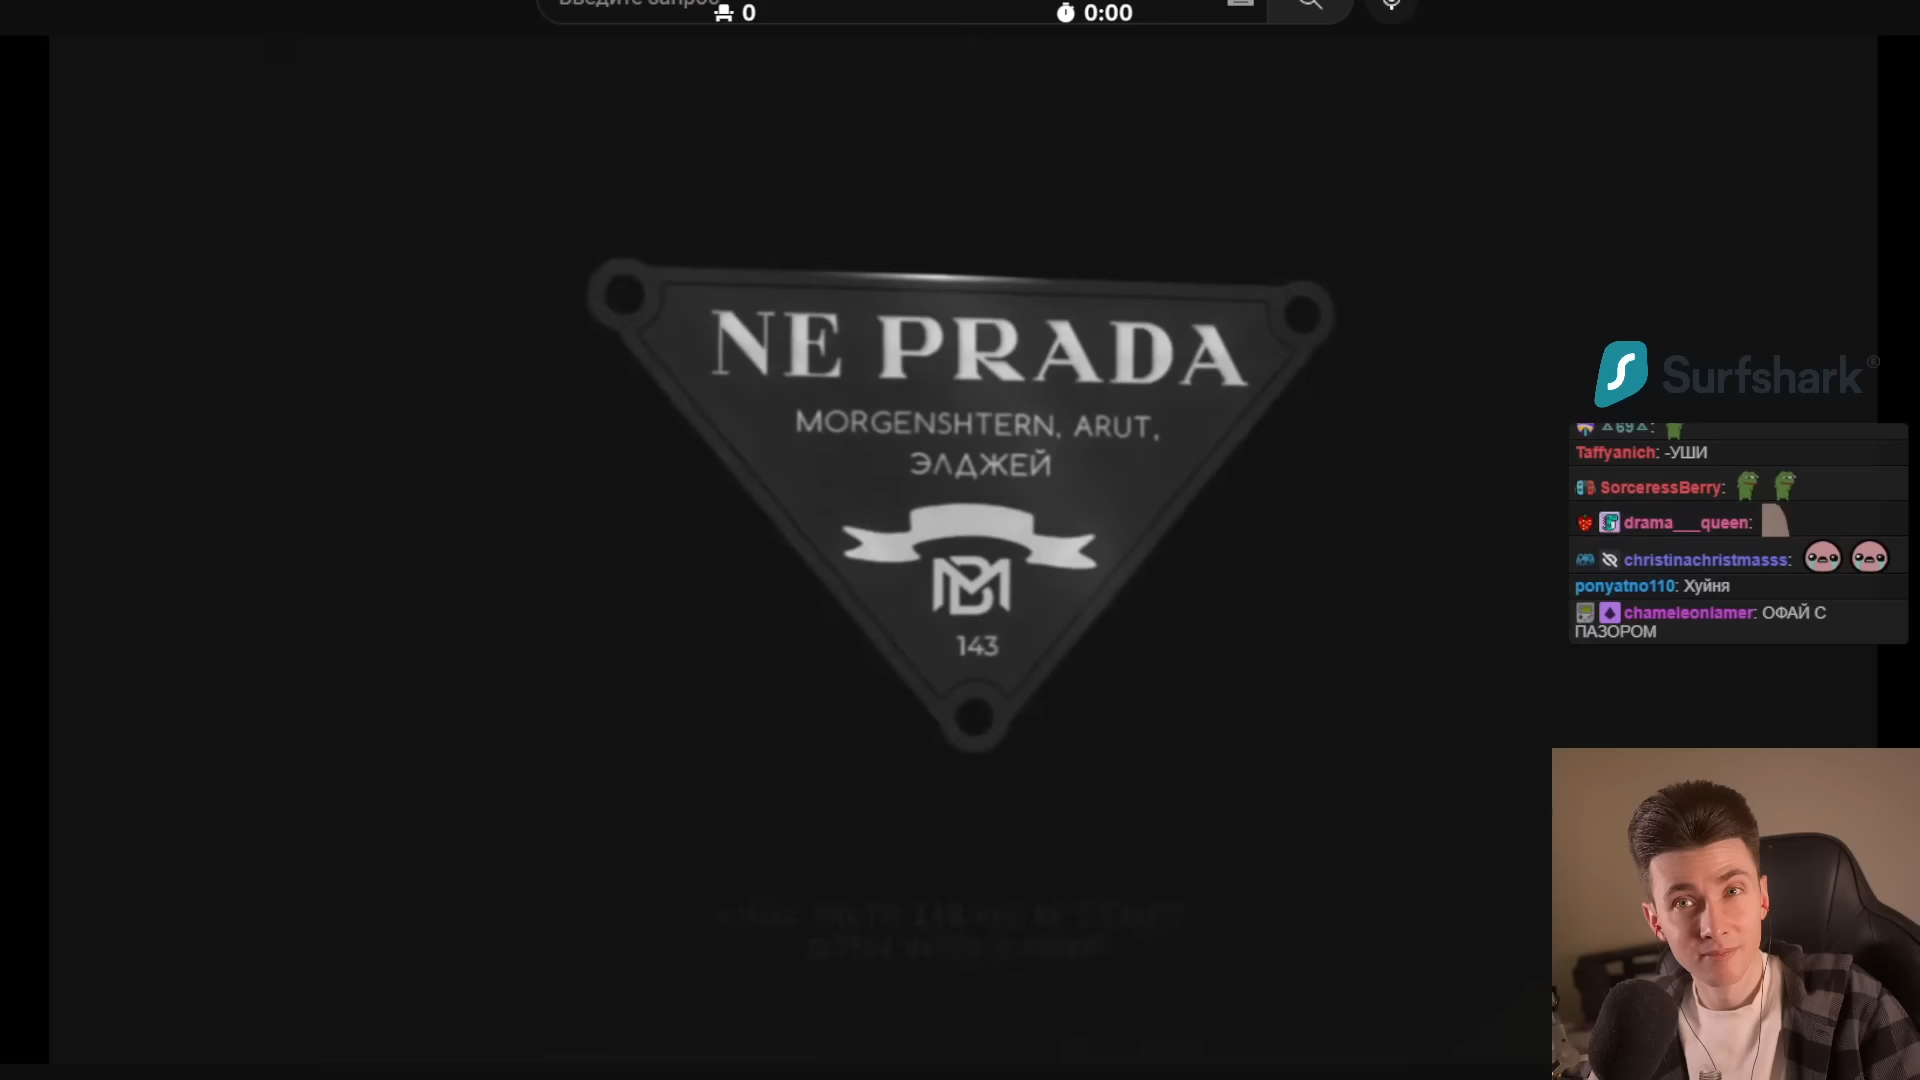 0
0:00
NE PRADA
MORGENSHTERN, ARUT,
ЭЛДЖЕЙ
143
Surfshark®
69:
Taffyanich: -УШИ
SorceressBerry:
drama___queen:
christinachristmasss:
ponyatno110: Хуйня
chameleonlamer: ОФАЙ С
ПАЗОРОМ